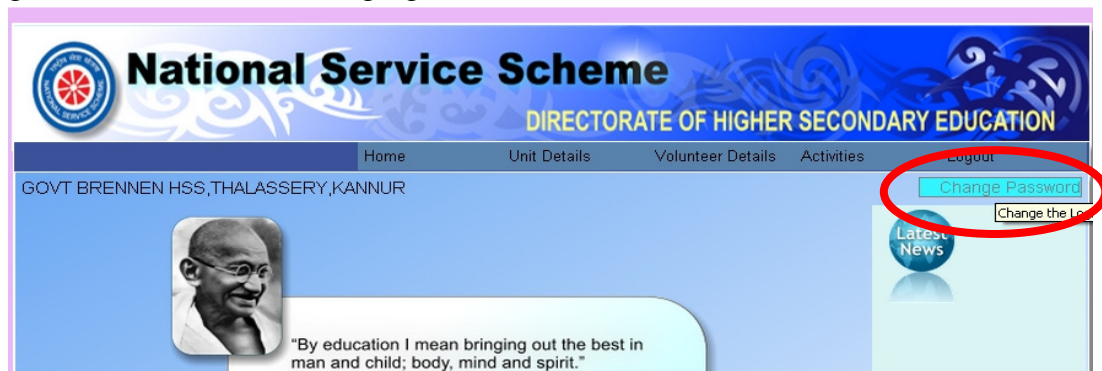 National Service Scheme
DIRECTORATE OF HIGHER SECONDARY EDUCATION
Home Unit Details Volunteer Details Activities Logout
GOVT BRENNEN HSS,THALASSERY,KANNUR
Change Password
Change the
Latest
News
"By education I mean bringing out the best in
man and child; body, mind and spirit."